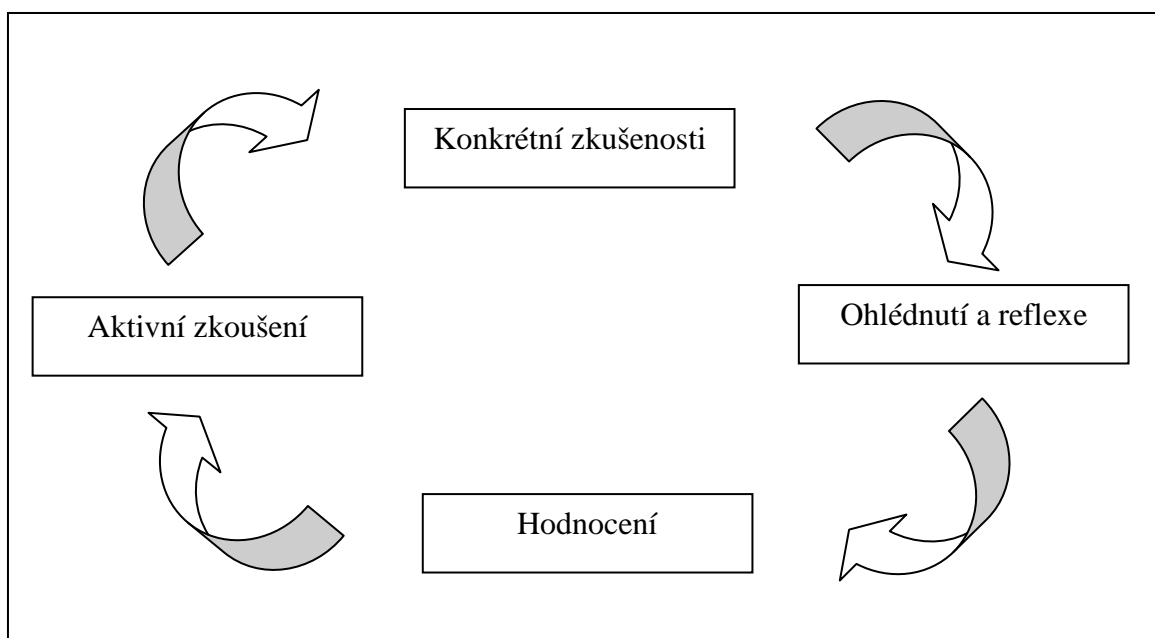 Konkrétní zkušenosti
Aktivní zkoušení
Ohlédnutí a reflexe
Hodnocení